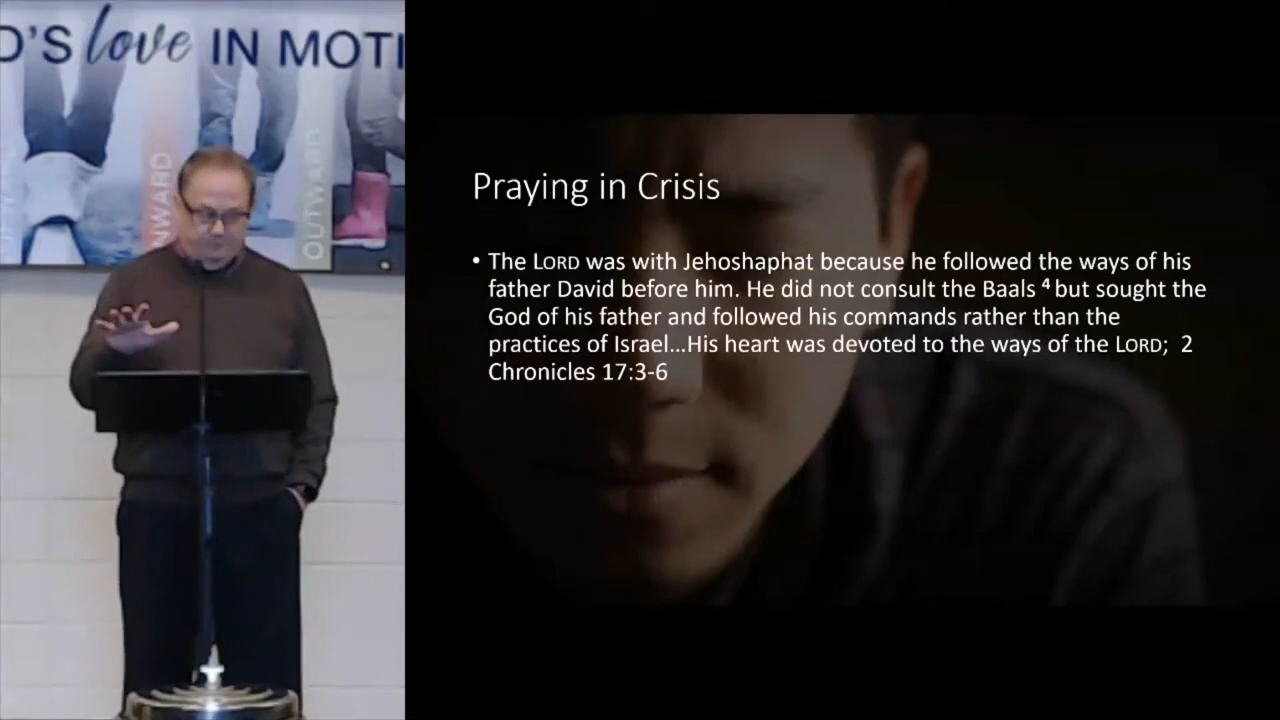 D'S love IN MOTI
NWARD
OUTWARD
Praying in Crisis
• The LORD was with Jehoshaphat because he followed the ways of his
father David before him. He did not consult the Baals ⁴ but sought the
God of his father and followed his commands rather than the
practices of Israel...His heart was devoted to the ways of the LORD;  2
Chronicles 17:3-6